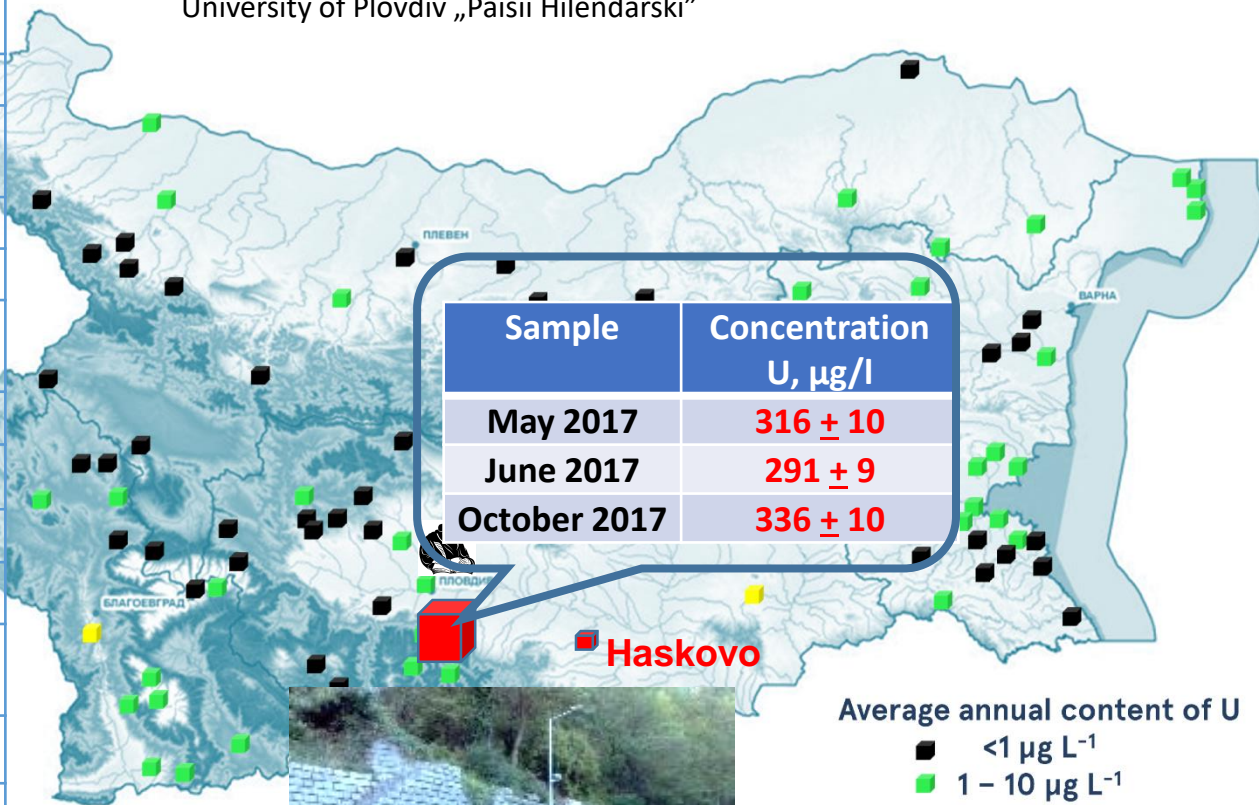 University of Plovdiv „Paisii Hilendarski”
ПЛЕВЕН
ВАРНА
Sample
Concentration
U, µg/l
May 2017
316 ± 10
June 2017
291 ± 9
October 2017
336 ± 10
ПЛОВДИВ
БЛАГОЕВГРАД
Haskovo
Average annual content of U
<1 µg L⁻¹
1 – 10 µg L⁻¹